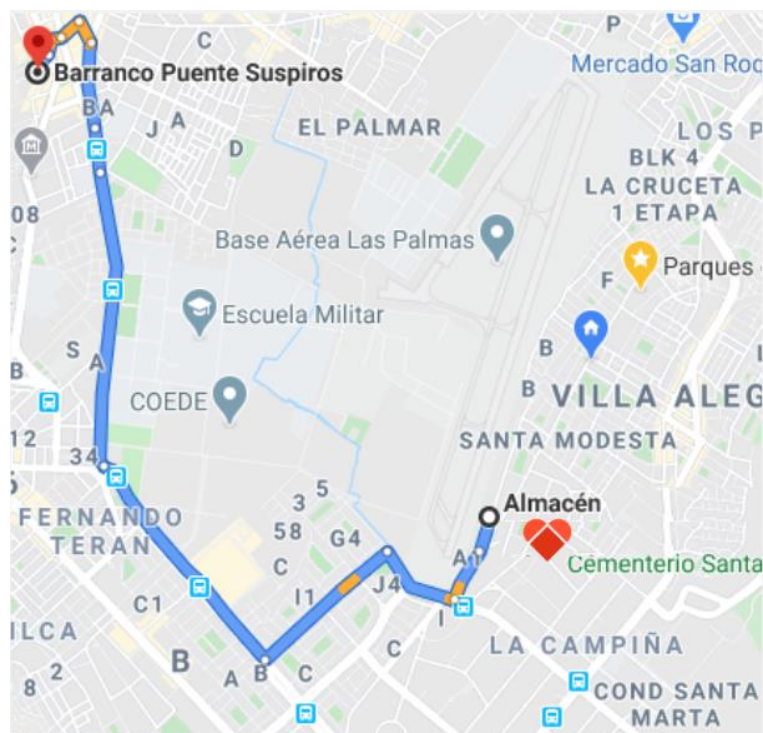 P
C
Mercado San Roc
Barranco Puente Suspiros
BA
J
A
D
EL PALMAR
LOS P
BLK 4
LA CRUCETA
1 ETAPA
08
C
Base Aérea Las Palmas
F
Parques
Escuela Militar
S
A
B
B
B
VILLA ALEG
COEDE
12
SANTA MODESTA
34
5
3
Almacén
FERNANDO
TERAN
58
G4
A1
Cementerio Santa
C
J4
C1
I1
I
ILCA
B
C
LA CAMPIÑA
8
2
A
B
C
COND SANTA
MARTA